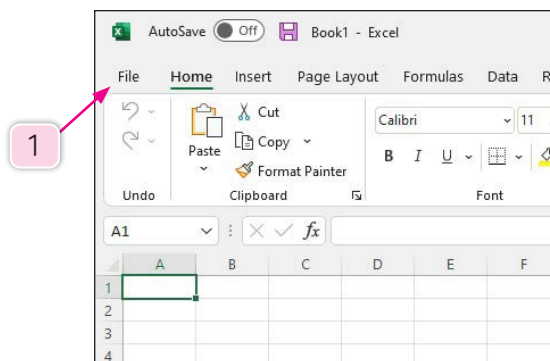 AutoSave Off Book1 - Excel
File Home Insert Page Layout Formulas Data R
1
Cut
Copy
Format Painter
Paste
Calibri 11
B I U
Undo Clipboard Font
A1 fx
A B C D E F
1
2
3
4